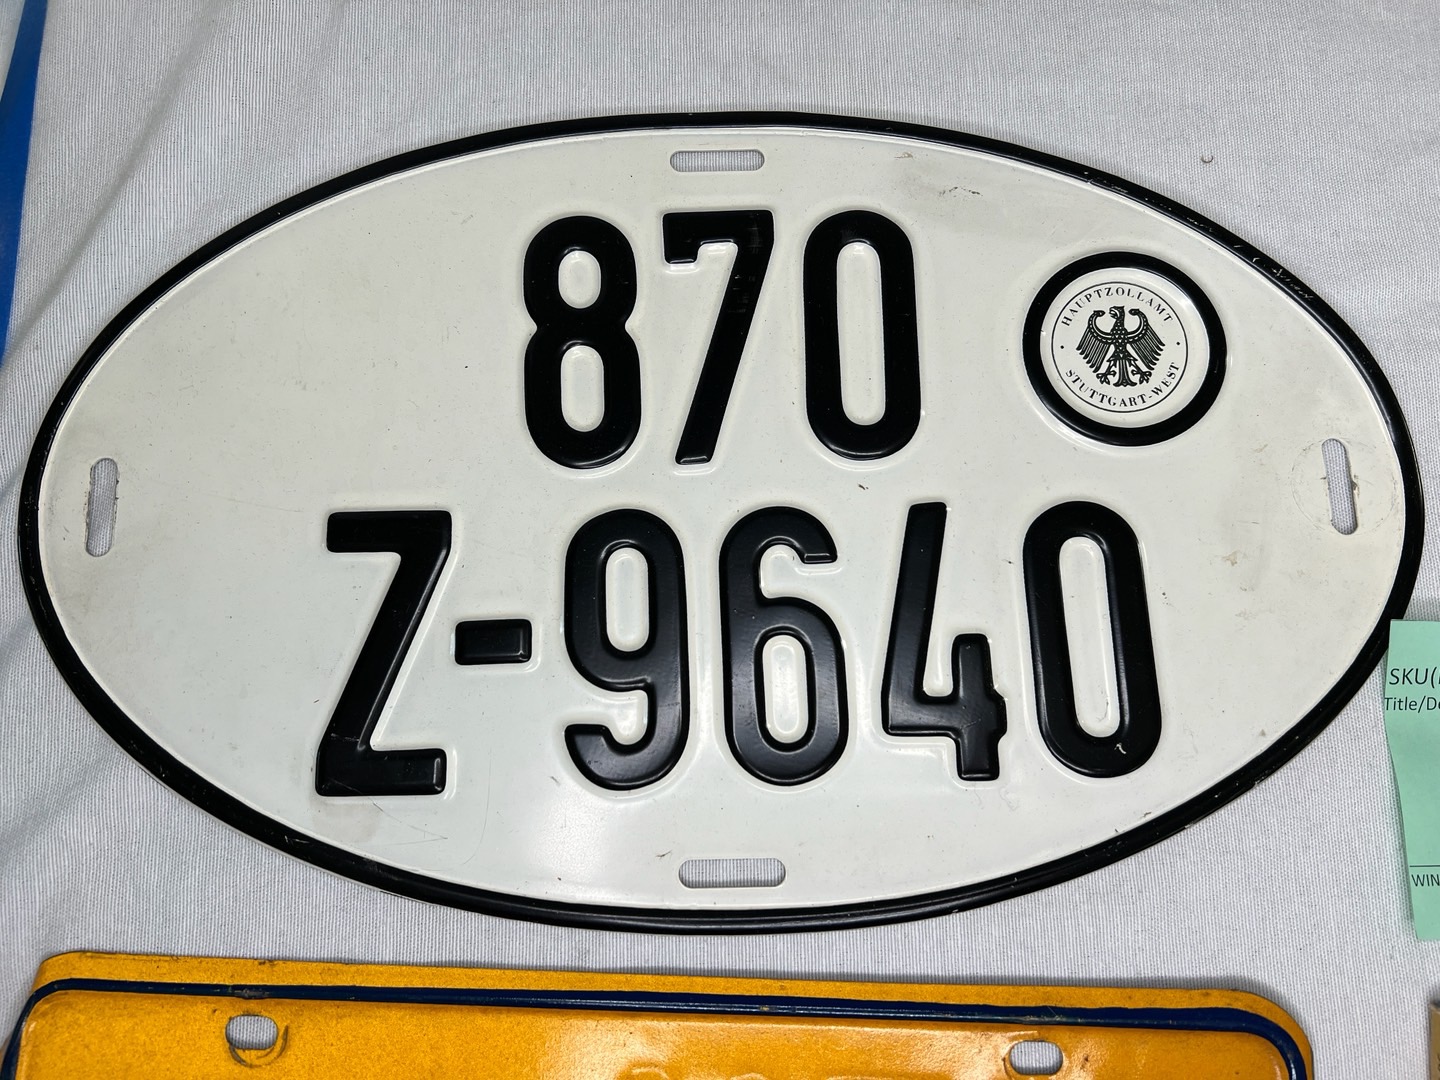 870
HAUPTZOLLAMT
STUTTGART-WEST
Z-9640
SKU(
Title/De
WIN